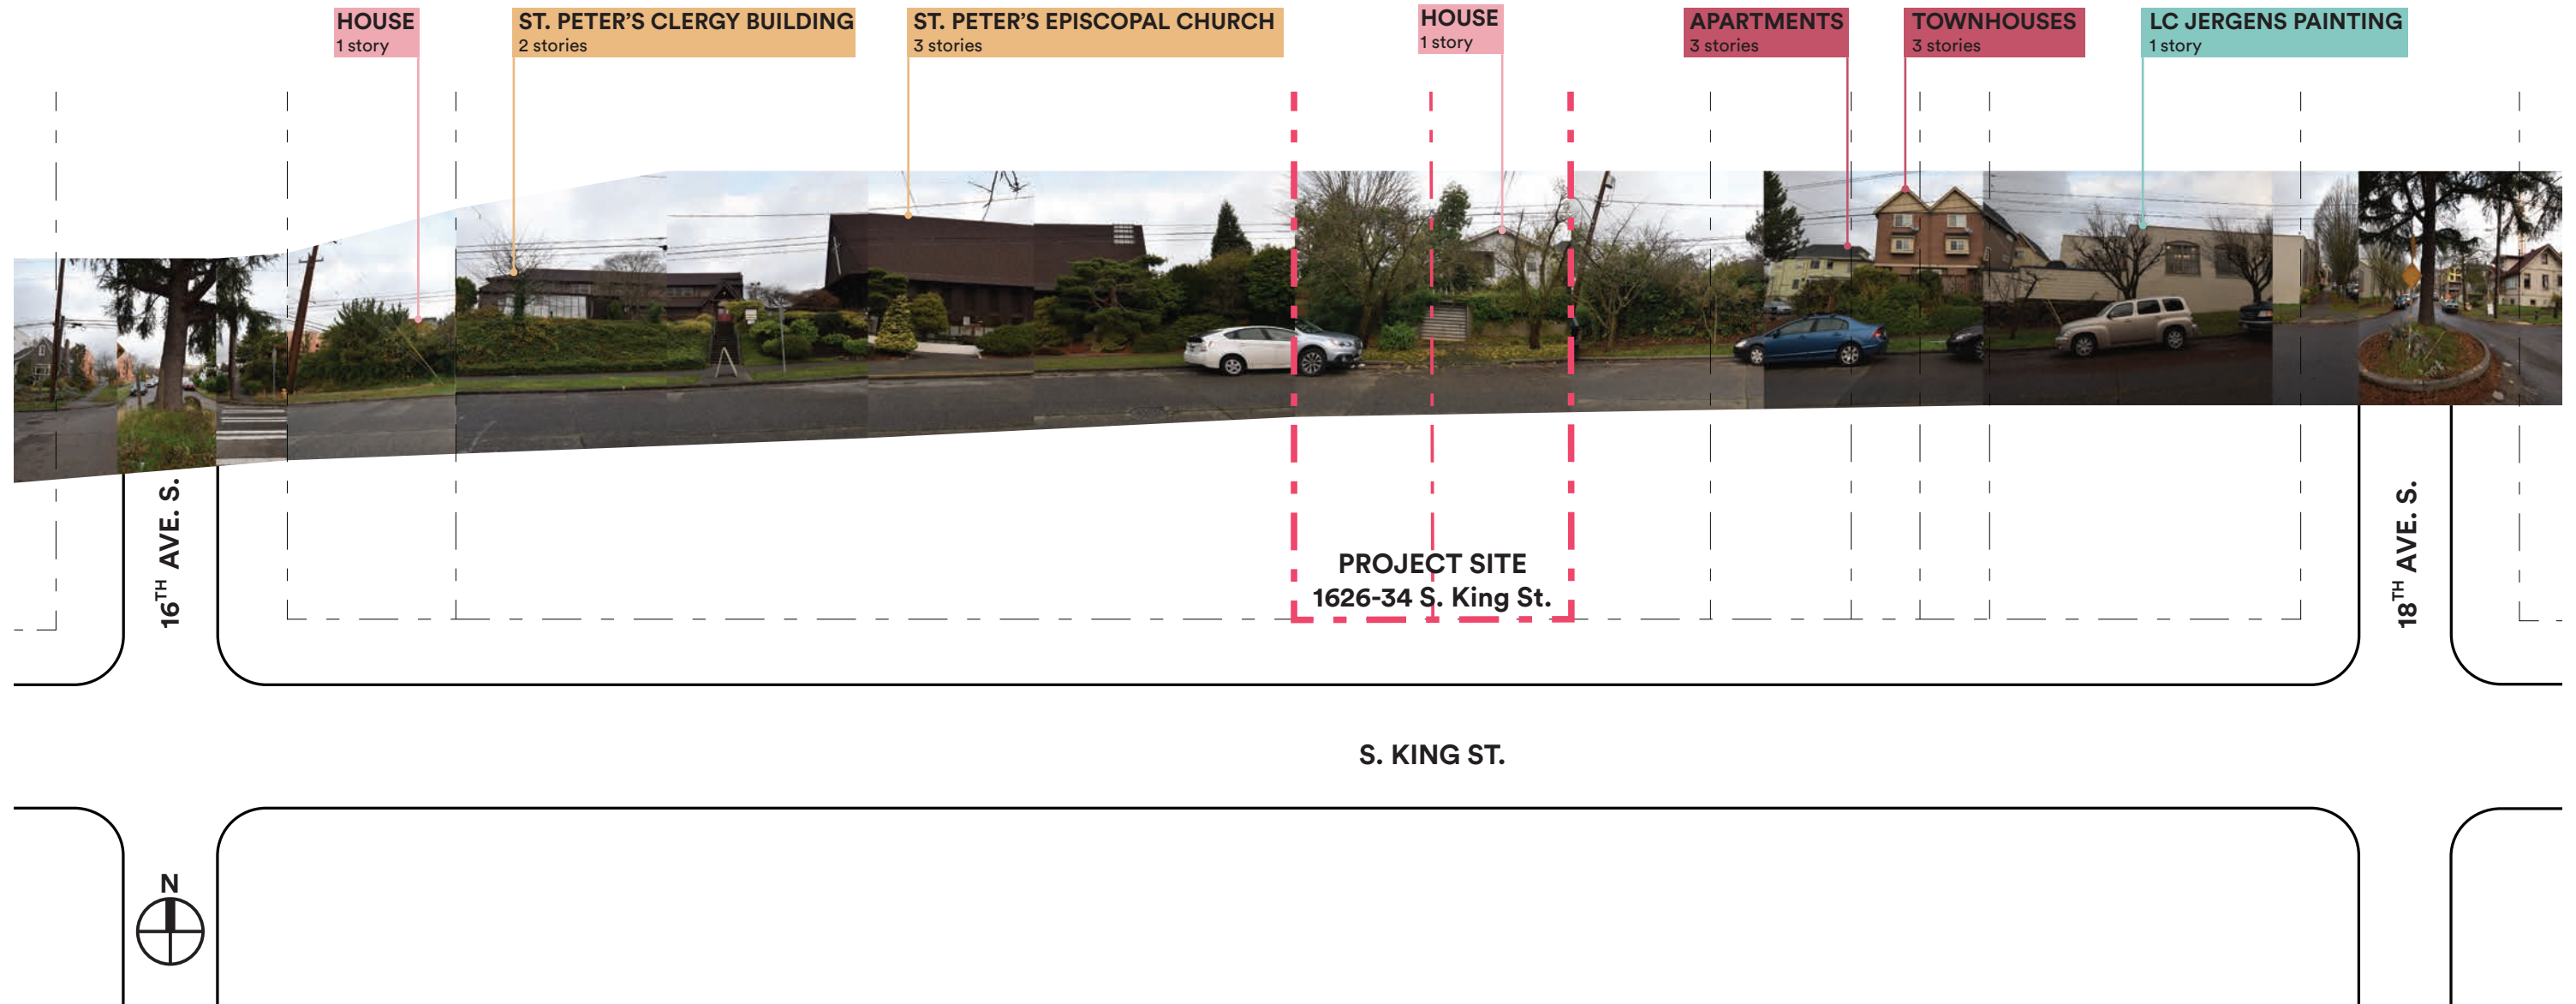 HOUSE
1 story
ST. PETER’S CLERGY BUILDING
2 stories
ST. PETER’S EPISCOPAL CHURCH
3 stories
HOUSE
1 story
APARTMENTS
3 stories
TOWNHOUSES
3 stories
LC JERGENS PAINTING
1 story
16TH AVE. S.
PROJECT SITE
1626-34 S. King St.
18TH AVE. S.
S. KING ST.
N